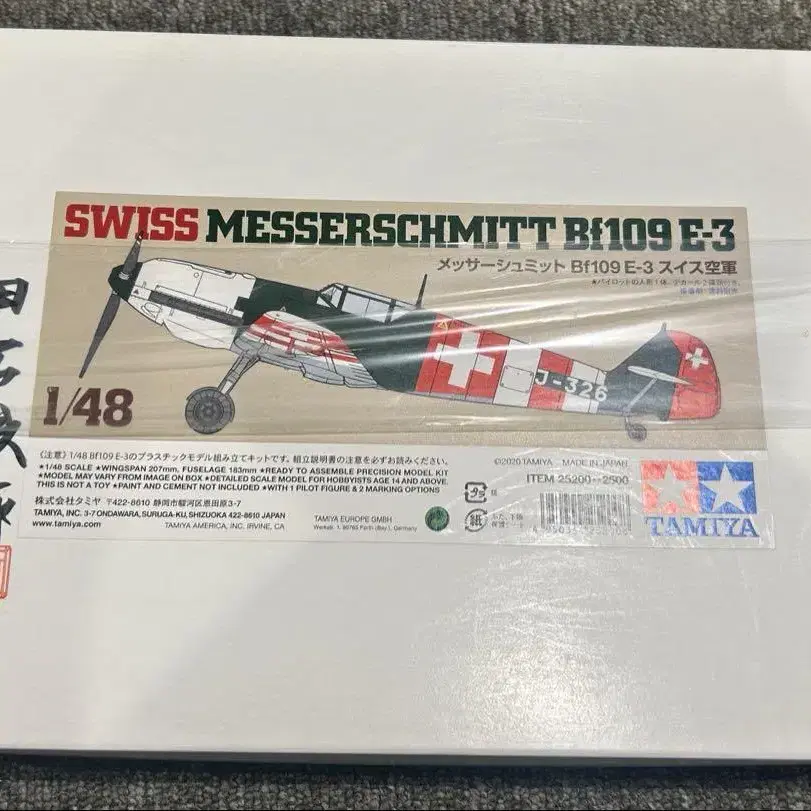 SWISS MESSERSCHMITT Bf109 E-3
メッサーシュミット Bf109 E-3 スイス空軍
J-326
1/48
《注意》1/48 Bf109 E-3のプラスチックモデル組み立てキットです。組立説明書の注意を必ずお読みください。
★1/48 SCALE ★WINGSPAN 207mm, FUSELAGE 183mm ★READY TO ASSEMBLE PRECISION MODEL KIT
★MODEL MAY VARY FROM IMAGE ON BOX ★DETAILED SCALE MODEL FOR HOBBYISTS AGE 14 AND ABOVE.
THIS IS NOT A TOY ★PAINT AND CEMENT NOT INCLUDED ★WITH 1 PILOT FIGURE & 2 MARKING OPTIONS
株式会社タミヤ 〒422-8610 静岡市駿河区恩田原3-7
TAMIYA, INC. 3-7 ONDAWARA, SURUGA-KU, SHIZUOKA 422-8610 JAPAN
www.tamiya.com TAMIYA AMERICA, INC. IRVINE, CA
TAMIYA EUROPE GMBH
©2020 TAMIYA MADE IN JAPAN
ITEM 25200 2500
プラ
紙
TAMIYA
田